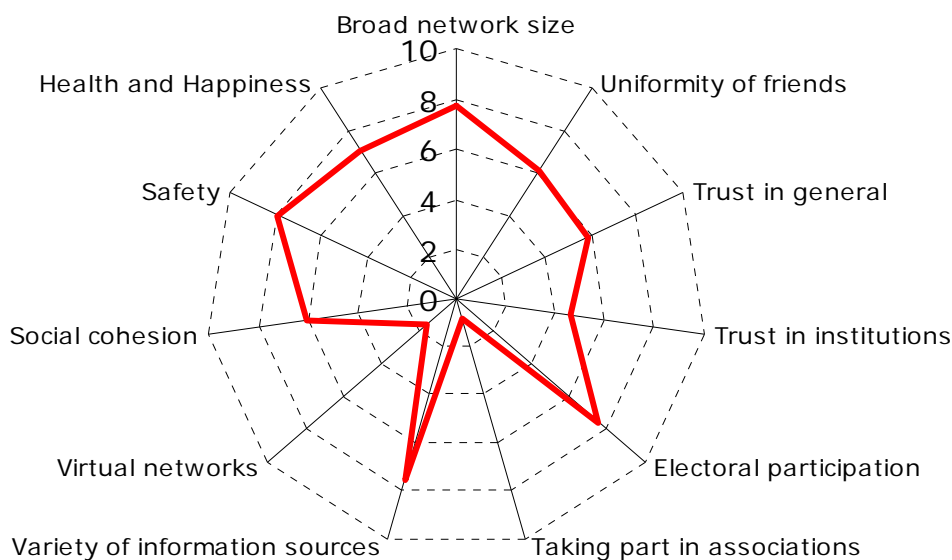 Broad network size
10
Health and Happiness
Uniformity of friends
8
6
Safety
Trust in general
4
2
0
Social cohesion
Trust in institutions
Virtual networks
Electoral participation
Variety of information sources
Taking part in associations